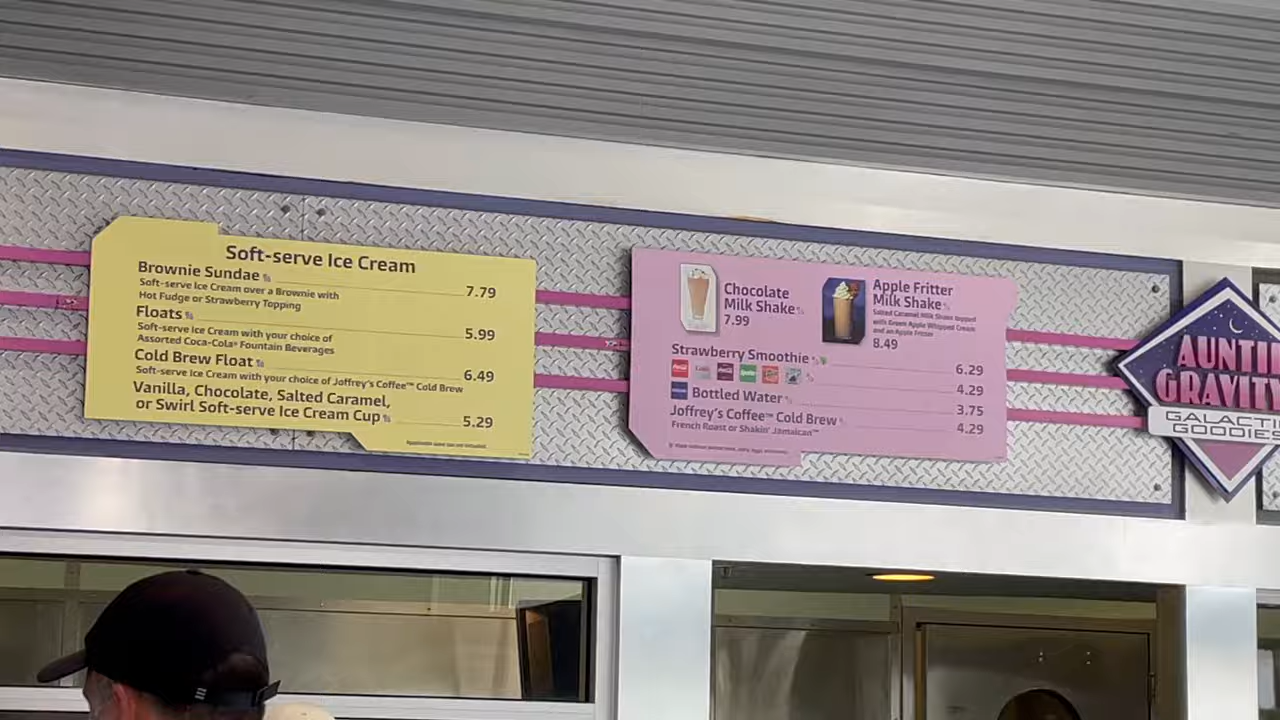 Soft-serve Ice Cream
Brownie Sundae 7.79
Soft-serve Ice Cream over a Brownie with
Hot Fudge or Strawberry Topping
Floats 5.99
Soft-serve Ice Cream with your choice of
Assorted Coca-Cola® Fountain Beverages
Cold Brew Float 6.49
Soft-serve Ice Cream with your choice of Joffrey's Coffee™ Cold Brew
Vanilla, Chocolate, Salted Caramel,
or Swirl Soft-serve Ice Cream Cup 5.29
Chocolate
Milk Shake
7.99
Apple Fritter
Milk Shake
Salted Caramel Milk Shake topped
with Green Apple Whipped Cream
and an Apple Fritter
8.49
Strawberry Smoothie 6.29
4.29
Bottled Water 3.75
Joffrey's Coffee™ Cold Brew 4.29
French Roast or Shakin' Jamaican™
AUNTIE
GRAVITY
GALACTI
GOODIES